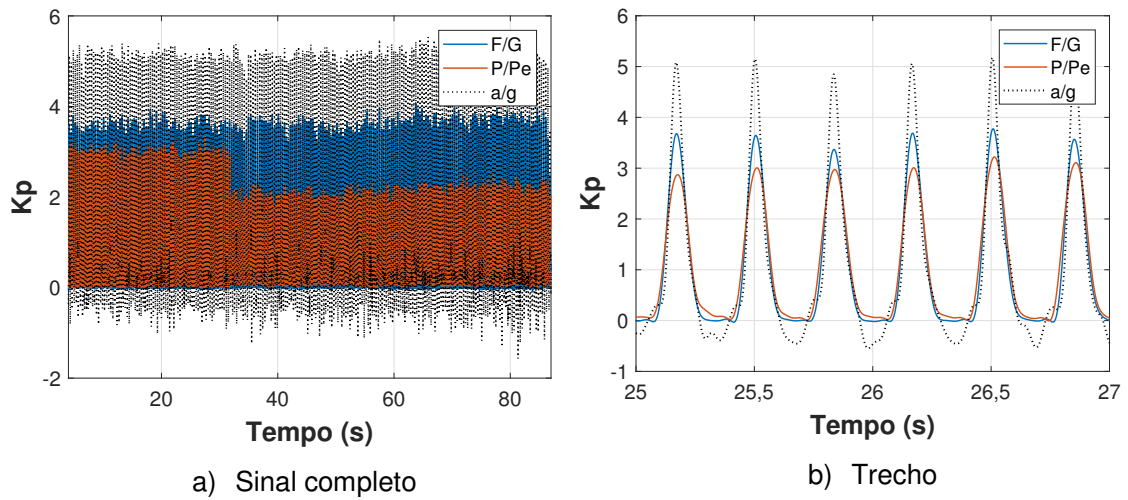 6
4
2
0
-2
Kp
20
40
60
80
Tempo (s)
F/G
P/Pe
a/g
a) Sinal completo
6
5
4
3
2
1
0
-1
Kp
25
25,5
26
26,5
27
Tempo (s)
F/G
P/Pe
a/g
b) Trecho